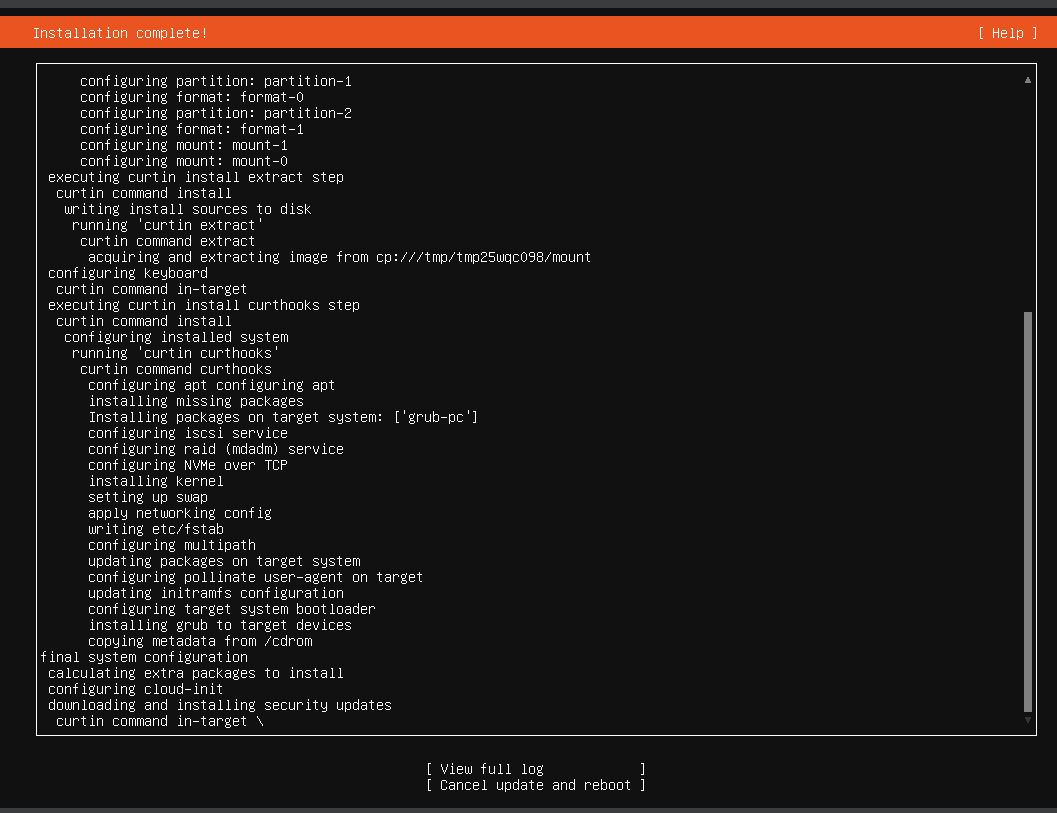 Installation complete!
[ Help ]
configuring partition: partition-1
configuring format: format-0
configuring partition: partition-2
configuring format: format-1
configuring mount: mount-1
configuring mount: mount-0
executing curtin install extract step
curtin command install
writing install sources to disk
running 'curtin extract'
curtin command extract
acquiring and extracting image from cp:///tmp/tmp25wqc098/mount
configuring keyboard
curtin command in-target
executing curtin install curthooks step
curtin command install
configuring installed system
running 'curtin curthooks'
curtin command curthooks
configuring apt configuring apt
installing missing packages
Installing packages on target system: ['grub-pc']
configuring iscsi service
configuring raid (mdadm) service
configuring NVMe over TCP
installing kernel
setting up swap
apply networking config
writing etc/fstab
configuring multipath
updating packages on target system
configuring pollinate user-agent on target
updating initramfs configuration
configuring target system bootloader
installing grub to target devices
copying metadata from /cdrom
final system configuration
calculating extra packages to install
configuring cloud-init
downloading and installing security updates
curtin command in-target \
[ View full log ]
[ Cancel update and reboot ]